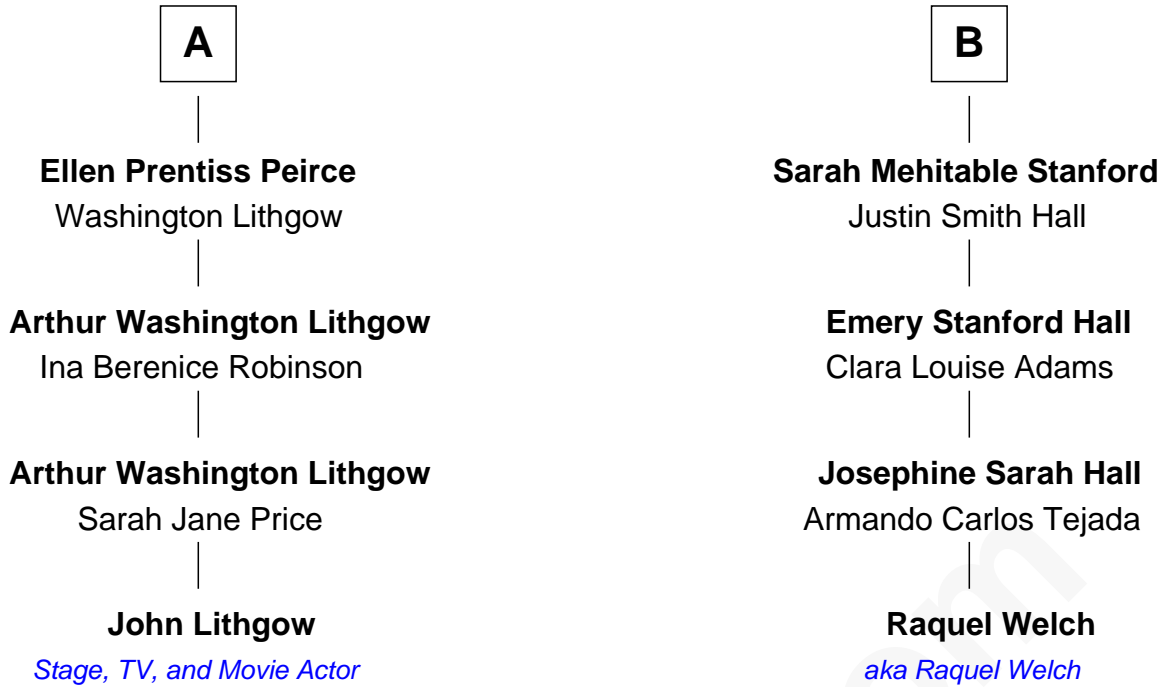 A
B
Ellen Prentiss Peirce
Washington Lithgow
Sarah Mehitable Stanford
Justin Smith Hall
Arthur Washington Lithgow
Ina Berenice Robinson
Emery Stanford Hall
Clara Louise Adams
Arthur Washington Lithgow
Sarah Jane Price
Josephine Sarah Hall
Armando Carlos Tejada
John Lithgow
Stage, TV, and Movie Actor
Raquel Welch
aka Raquel Welch